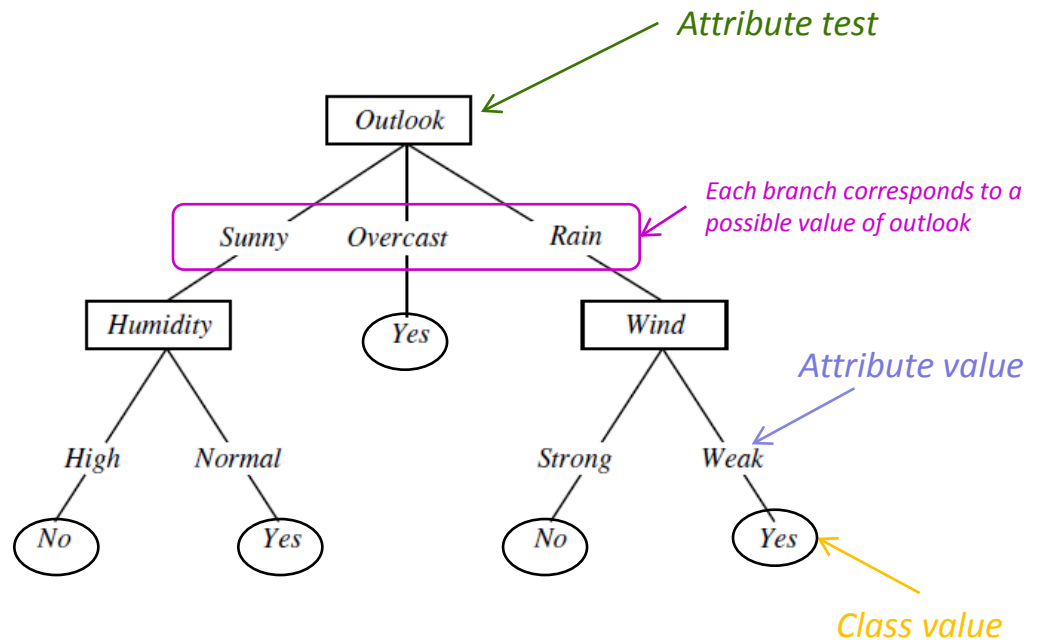 Attribute test
Outlook
Each branch corresponds to a
possible value of outlook
Sunny Overcast Rain
Humidity Yes Wind
Attribute value
High Normal Strong Weak
No Yes No Yes
Class value